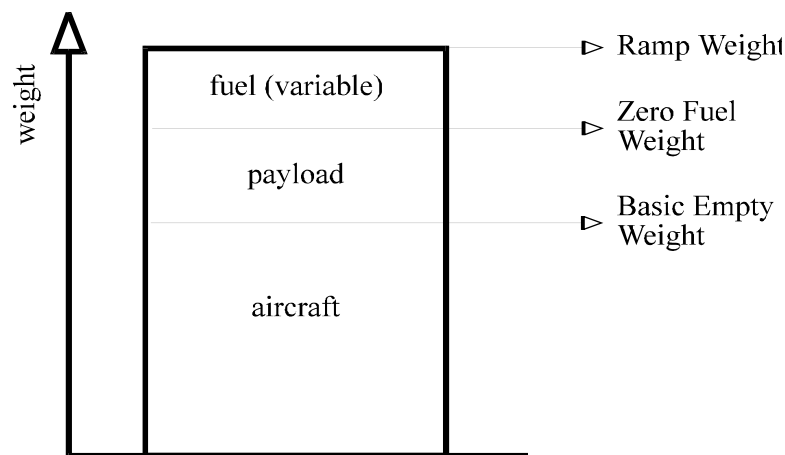 weight
fuel (variable)
payload
aircraft
Ramp Weight
Zero Fuel
Weight
Basic Empty
Weight